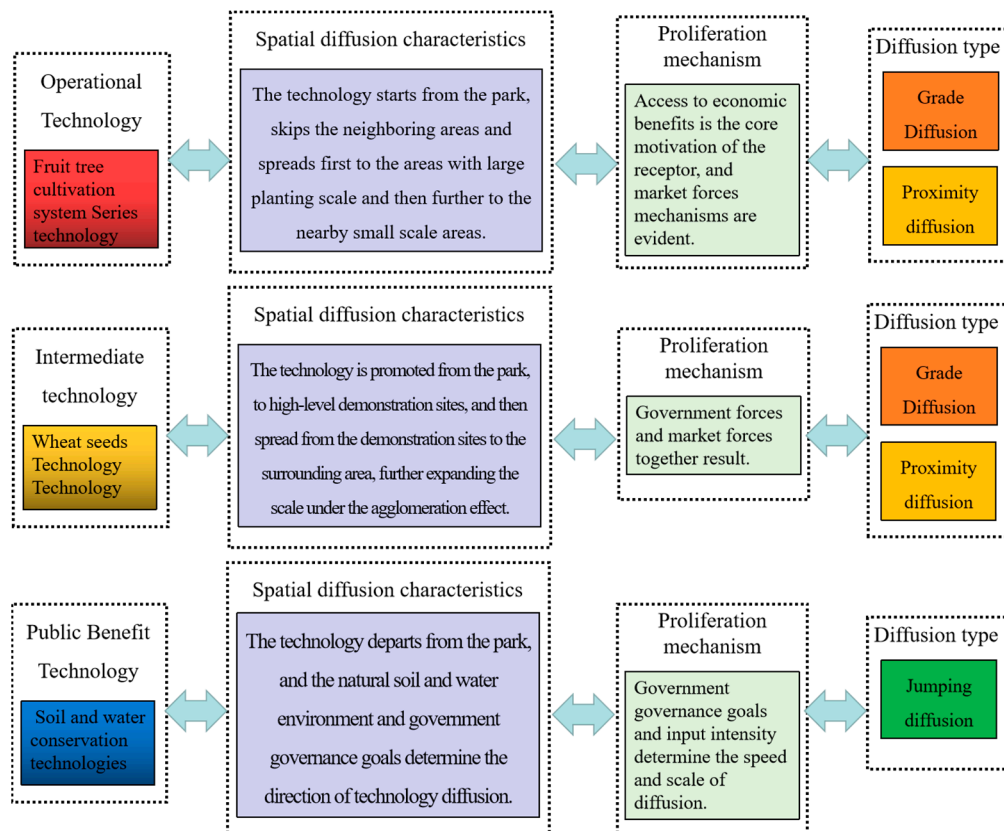 Operational
Technology
Fruit tree
cultivation
system Series
technology
Spatial diffusion characteristics
The technology starts from the park,
skips the neighboring areas and
spreads first to the areas with large
planting scale and then further to the
nearby small scale areas.
Proliferation
mechanism
Access to economic
benefits is the core
motivation of the
receptor, and
market forces
mechanisms are
evident.
Diffusion type
Grade
Diffusion
Proximity
diffusion
Intermediate
technology
Wheat seeds
Technology
Technology
Spatial diffusion characteristics
The technology is promoted from the park,
to high-level demonstration sites, and then
spread from the demonstration sites to the
surrounding area, further expanding the
scale under the agglomeration effect.
Proliferation
mechanism
Government forces
and market forces
together result.
Diffusion type
Grade
Diffusion
Proximity
diffusion
Public Benefit
Technology
Soil and water
conservation
technologies
Spatial diffusion characteristics
The technology departs from the park,
and the natural soil and water
environment and government
governance goals determine the
direction of technology diffusion.
Proliferation
mechanism
Government
governance goals
and input intensity
determine the speed
and scale of
diffusion.
Diffusion type
Jumping
diffusion